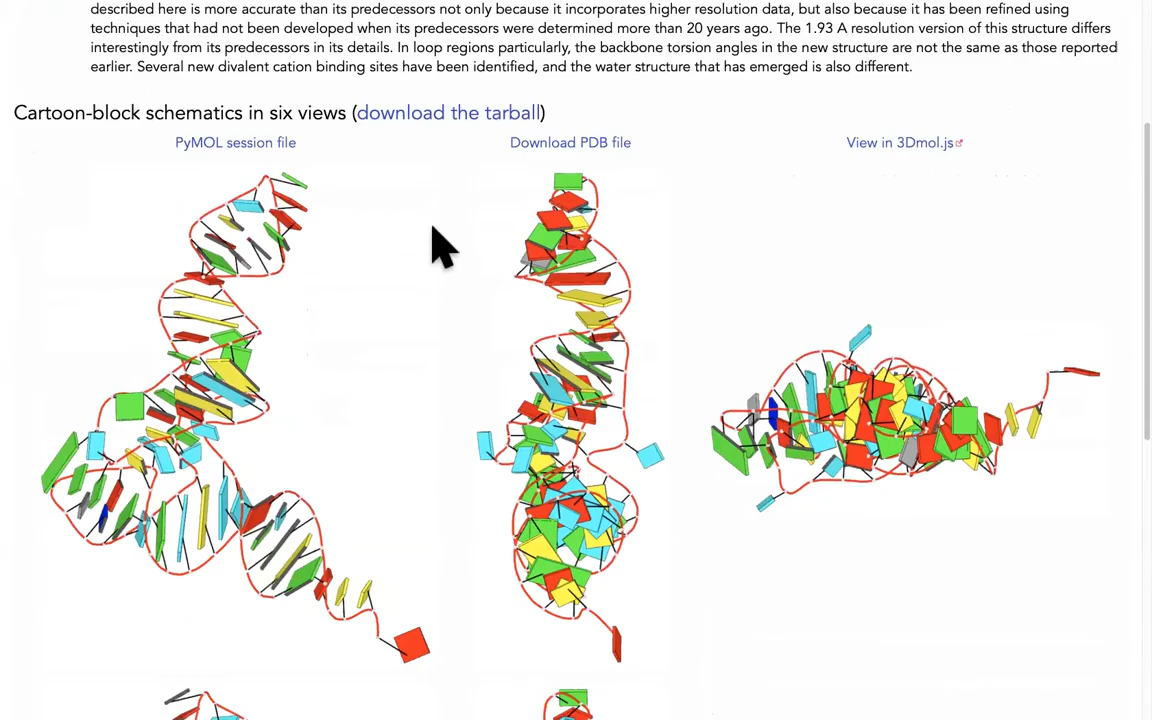 described here is more accurate than its predecessors not only because it incorporates higher resolution data, but also because it has been refined using
techniques that had not been developed when its predecessors were determined more than 20 years ago. The 1.93 A resolution version of this structure differs
interestingly from its predecessors in its details. In loop regions particularly, the backbone torsion angles in the new structure are not the same as those reported
earlier. Several new divalent cation binding sites have been identified, and the water structure that has emerged is also different.
Cartoon-block schematics in six views (download the tarball)
PyMOL session file
Download PDB file
View in 3Dmol.js